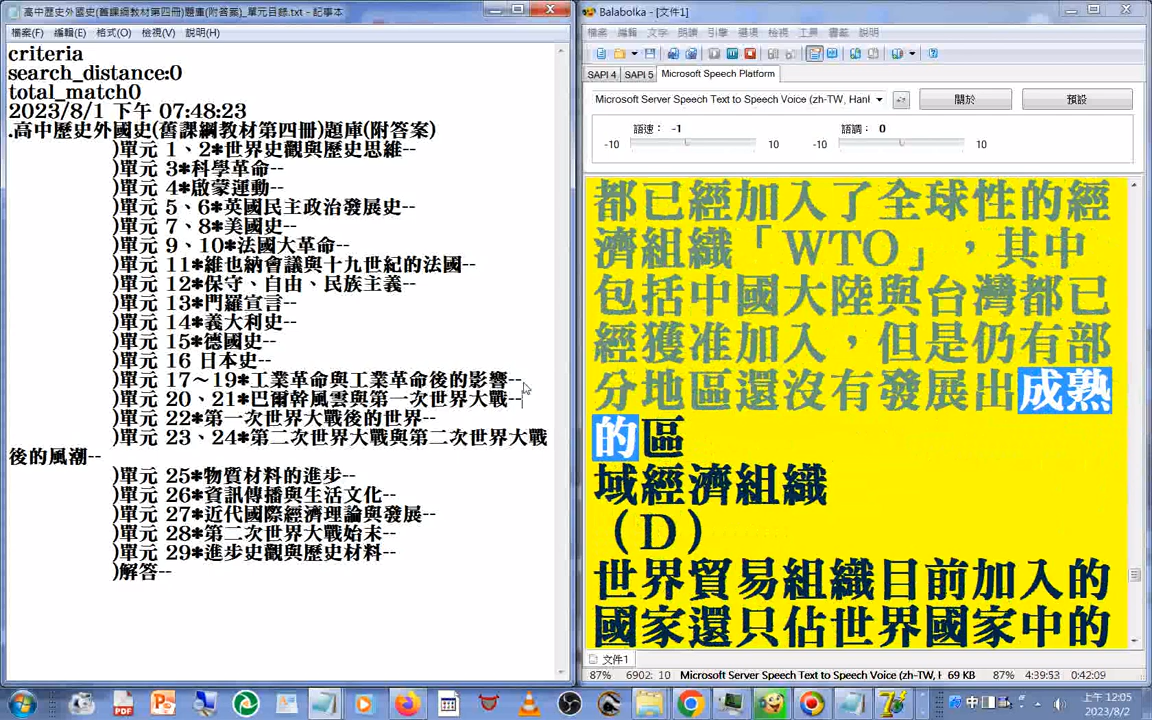 高中歷史外國史(舊課綱教材第四冊)題庫(附答案)_單元目錄.txt - 記事本
檔案(F) 編輯(E) 格式(O) 檢視(V) 說明(H)
criteria
search_distance:0
total_match0
2023/8/1 下午 07:48:23
.高中歷史外國史(舊課綱教材第四冊)題庫(附答案)
)單元 1、2*世界史觀與歷史思維--
)單元 3*科學革命--
)單元 4*啟蒙運動--
)單元 5、6*英國民主政治發展史--
)單元 7、8*美國史--
)單元 9、10*法國大革命--
)單元 11*維也納會議與十九世紀的法國--
)單元 12*保守、自由、民族主義--
)單元 13*門羅宣言--
)單元 14*義大利史--
)單元 15*德國史--
)單元 16 日本史--
)單元 17～19*工業革命與工業革命後的影響--
)單元 20、21*巴爾幹風雲與第一次世界大戰--
)單元 22*第一次世界大戰後的世界--
)單元 23、24*第二次世界大戰與第二次世界大戰
後的風潮--
)單元 25*物質材料的進步--
)單元 26*資訊傳播與生活文化--
)單元 27*近代國際經濟理論與發展--
)單元 28*第二次世界大戰始末--
)單元 29*進步史觀與歷史材料--
)解答--
Balabolka - [文件1]
檔案 編輯 文字 朗讀 引擎 選項 檢視 工具 書籤 說明
SAPI 4 SAPI 5 Microsoft Speech Platform
Microsoft Server Speech Text to Speech Voice (zh-TW, Hanl 關於 預設
語速： -1 語調： 0
-10 10 -10 10
都已經加入了全球性的經
濟組織「WTO」，其中
包括中國大陸與台灣都已
經獲准加入，但是仍有部
分地區還沒有發展出成熟
的區
域經濟組織
（D）
世界貿易組織目前加入的
國家還只佔世界國家中的
文件1
87% 6902: 10 Microsoft Server Speech Text to Speech Voice (zh-TW, H 69 KB 87% 4:39:53 0:42:09
中
上午 12:05
2023/8/2